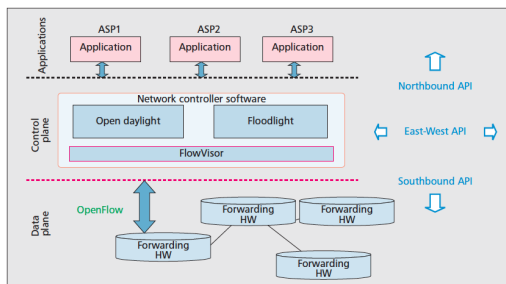 ASP1
ASP2
ASP3
Applications
Application
Application
Application
Northbound API
Network controller software
Control
plane
Open daylight
Floodlight
East-West API
FlowVisor
Southbound API
OpenFlow
Data
plane
Forwarding
HW
Forwarding
HW
Forwarding
HW
Forwarding
HW